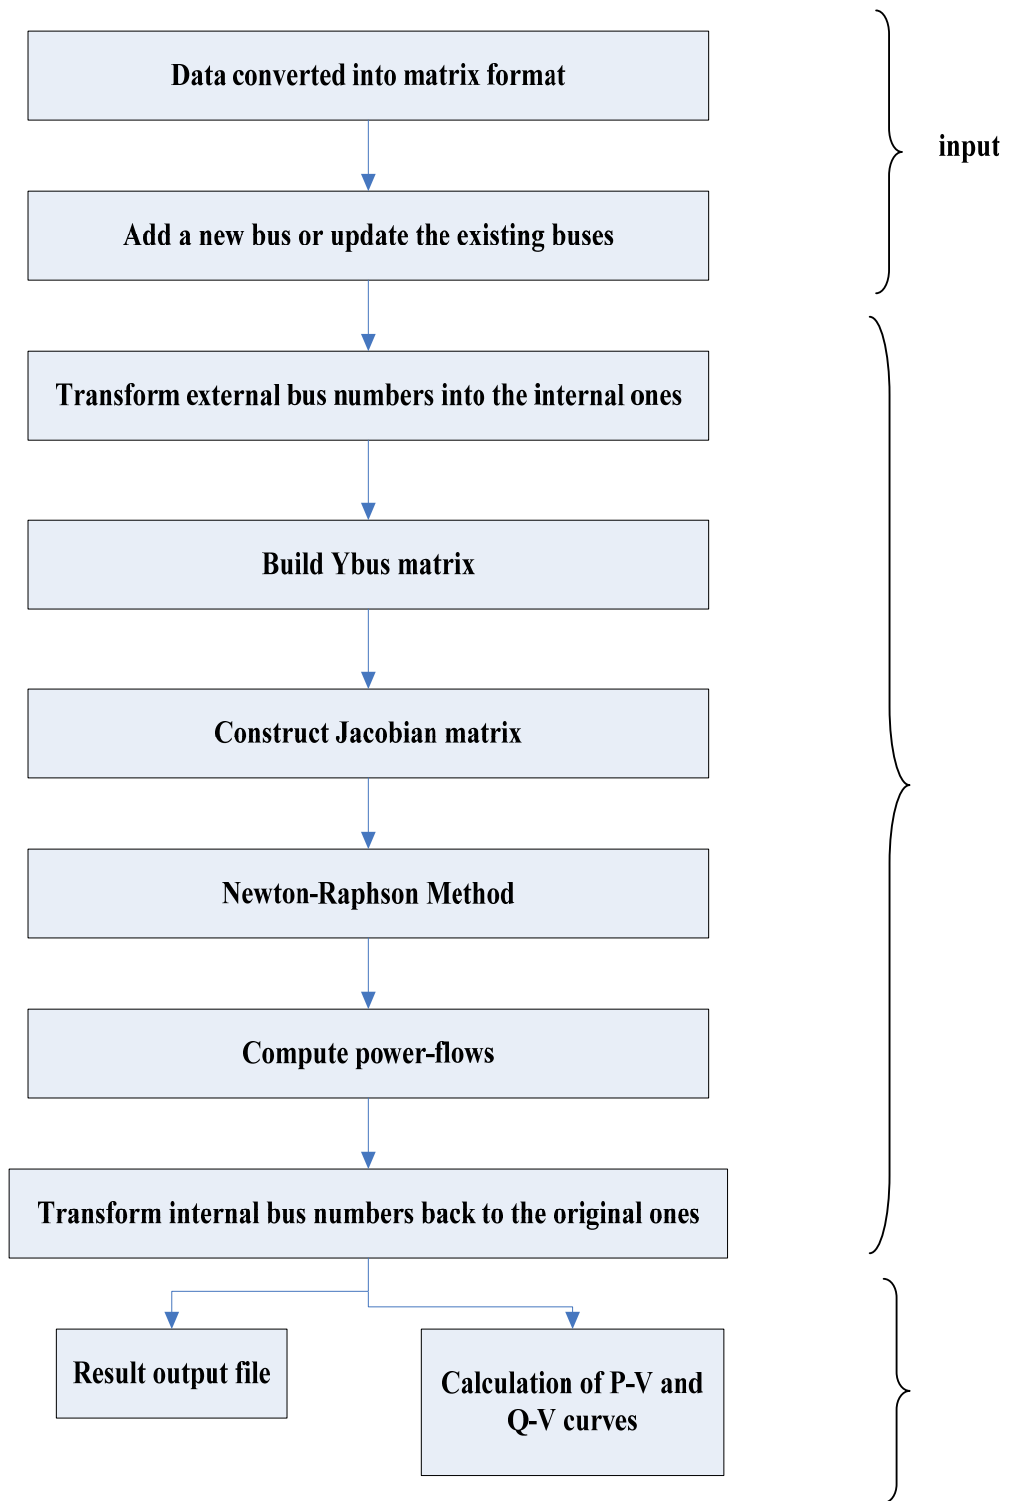 Data converted into matrix format
input
Add a new bus or update the existing buses
Transform external bus numbers into the internal ones
Build Ybus matrix
Construct Jacobian matrix
Newton-Raphson Method
Compute power-flows
Transform internal bus numbers back to the original ones
Result output file
Calculation of P-V and
Q-V curves